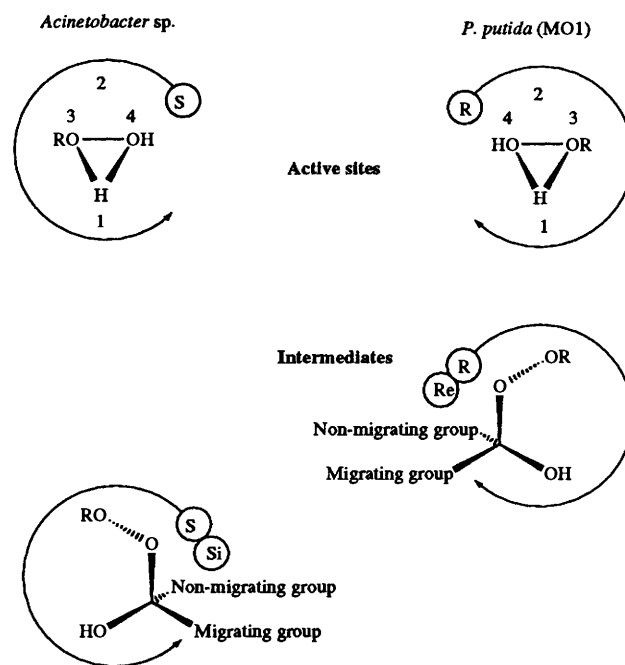 Acinetobacter sp.
P. putida (MO1)
2
S
3 4
RO OH
H
1
Active sites
R
2
4 3
HO OR
H
1
Intermediates
R
Re
OR
O
Non-migrating group
Migrating group
OH
RO
S
Si
O
Non-migrating group
HO
Migrating group